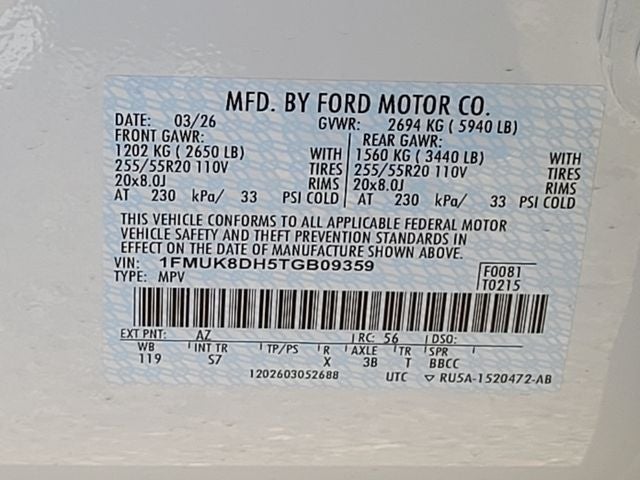 MFD. BY FORD MOTOR CO.
DATE: 03/26 GVWR: 2694 KG ( 5940 LB)
FRONT GAWR: REAR GAWR:
1202 KG ( 2650 LB) WITH 1560 KG ( 3440 LB) WITH
255/55R20 110V TIRES 255/55R20 110V TIRES
20x8.0J RIMS 20x8.0J RIMS
AT 230 kPa/ 33 PSI COLD AT 230 kPa/ 33 PSI COLD
THIS VEHICLE CONFORMS TO ALL APPLICABLE FEDERAL MOTOR
VEHICLE SAFETY AND THEFT PREVENTION STANDARDS IN
EFFECT ON THE DATE OF MANUFACTURE SHOWN ABOVE.
VIN: 1FMUK8DH5TGB09359 F0081
TYPE: MPV T0215
EXT PNT: AZ RC: 56 DSO:
WB INT TR TP/PS R AXLE TR SPR
119 S7 X 3B T BBCC
1202603052688 UTC ▽ RU5A-1520472-AB